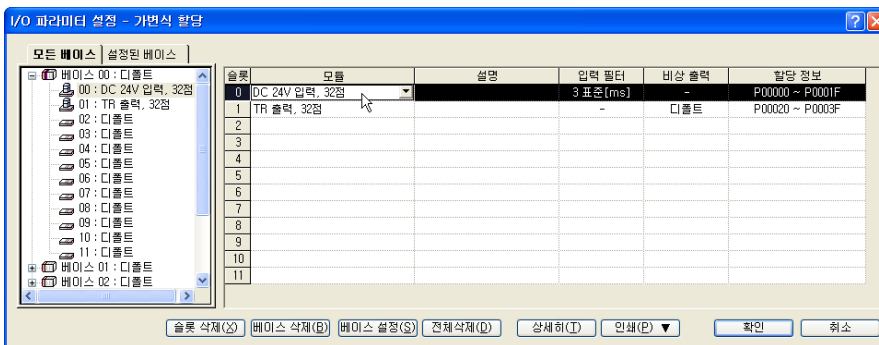 I/O 파라미터 설정 - 가변식 할당
모든 베이스 설정된 베이스
베이스 00 : 디폴트
00 : DC 24V 입력, 32점
01 : TR 출력, 32점
02 : 디폴트
03 : 디폴트
04 : 디폴트
05 : 디폴트
06 : 디폴트
07 : 디폴트
08 : 디폴트
09 : 디폴트
10 : 디폴트
11 : 디폴트
베이스 01 : 디폴트
베이스 02 : 디폴트
슬롯 모듈 설명 입력 필터 비상 출력 할당 정보
0 DC 24V 입력, 32점 3 표준[ms] - P00000 ~ P0001F
1 TR 출력, 32점 - 디폴트 P00020 ~ P0003F
2
3
4
5
6
7
8
9
10
11
슬롯 삭제(X) 베이스 삭제(B) 베이스 설정(S) 전체삭제(D) 상세히(T) 인쇄(P) ▼ 확인 취소